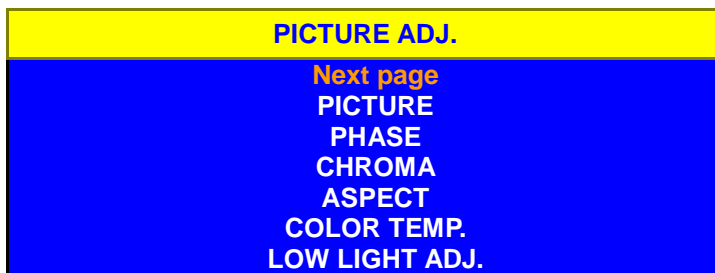 PICTURE ADJ.
Next page
PICTURE
PHASE
CHROMA
ASPECT
COLOR TEMP.
LOW LIGHT ADJ.